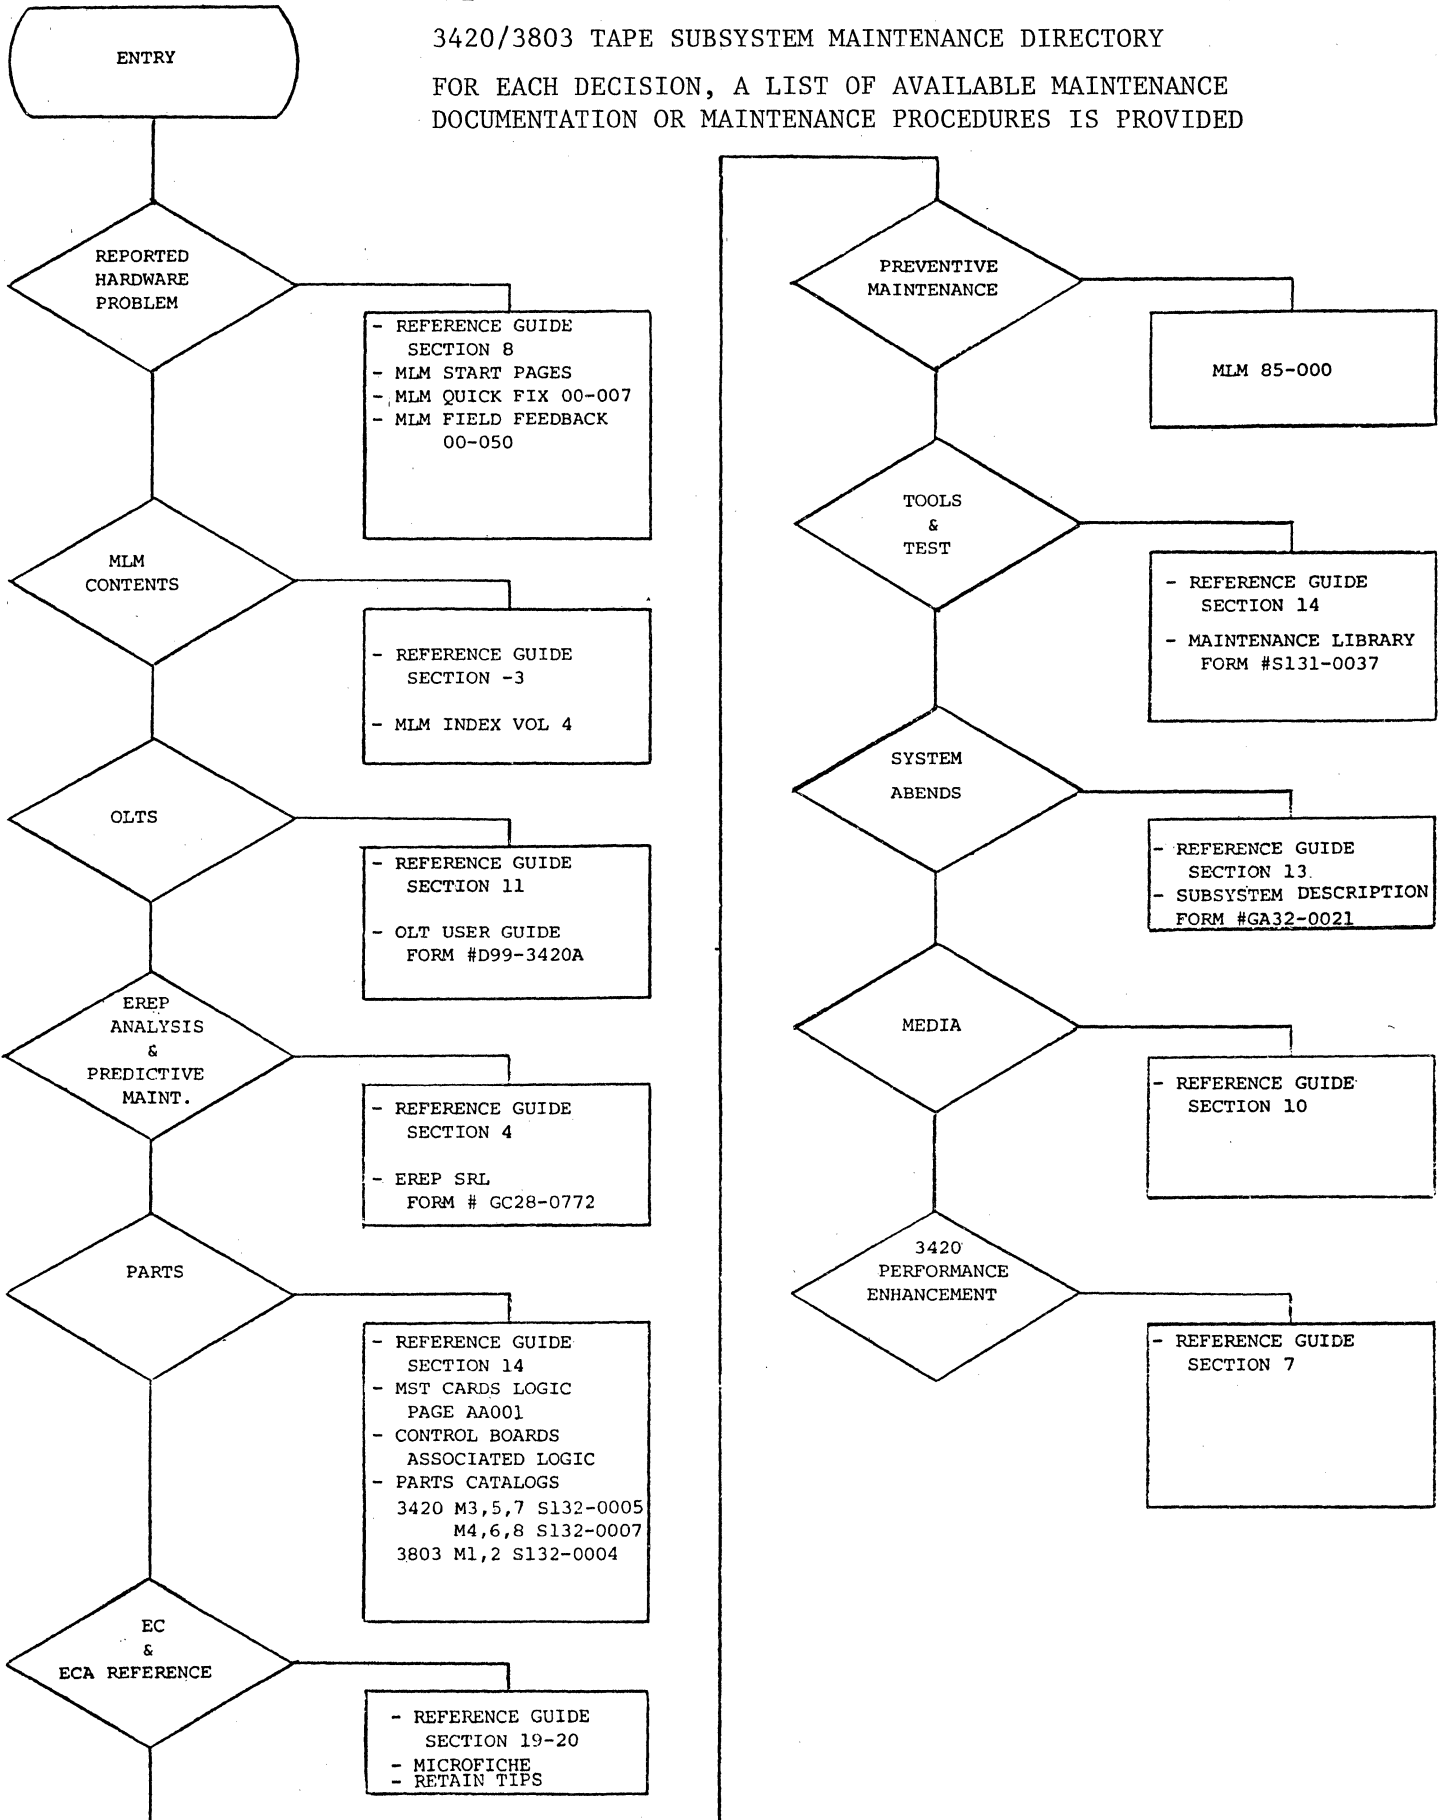 3420/3803 TAPE SUBSYSTEM MAINTENANCE DIRECTORY
FOR EACH DECISION, A LIST OF AVAILABLE MAINTENANCE
DOCUMENTATION OR MAINTENANCE PROCEDURES IS PROVIDED
ENTRY
REPORTED
HARDWARE
PROBLEM
- REFERENCE GUIDE
SECTION 8
- MLM START PAGES
- MLM QUICK FIX 00-007
- MLM FIELD FEEDBACK
00-050
MLM
CONTENTS
- REFERENCE GUIDE
SECTION -3
- MLM INDEX VOL 4
OLTS
- REFERENCE GUIDE
SECTION 11
- OLT USER GUIDE
FORM #D99-3420A
EREP
ANALYSIS
&
PREDICTIVE
MAINT.
- REFERENCE GUIDE
SECTION 4
- EREP SRL
FORM # GC28-0772
PARTS
- REFERENCE GUIDE
SECTION 14
- MST CARDS LOGIC
PAGE AA001
- CONTROL BOARDS
ASSOCIATED LOGIC
- PARTS CATALOGS
3420 M3,5,7 S132-0005
M4,6,8 S132-0007
3803 M1,2 S132-0004
EC
&
ECA REFERENCE
- REFERENCE GUIDE
SECTION 19-20
- MICROFICHE
- RETAIN TIPS
PREVENTIVE
MAINTENANCE
MLM 85-000
TOOLS
&
TEST
- REFERENCE GUIDE
SECTION 14
- MAINTENANCE LIBRARY
FORM #S131-0037
SYSTEM
ABENDS
- REFERENCE GUIDE
SECTION 13
- SUBSYSTEM DESCRIPTION
FORM #GA32-0021
MEDIA
- REFERENCE GUIDE
SECTION 10
3420
PERFORMANCE
ENHANCEMENT
- REFERENCE GUIDE
SECTION 7